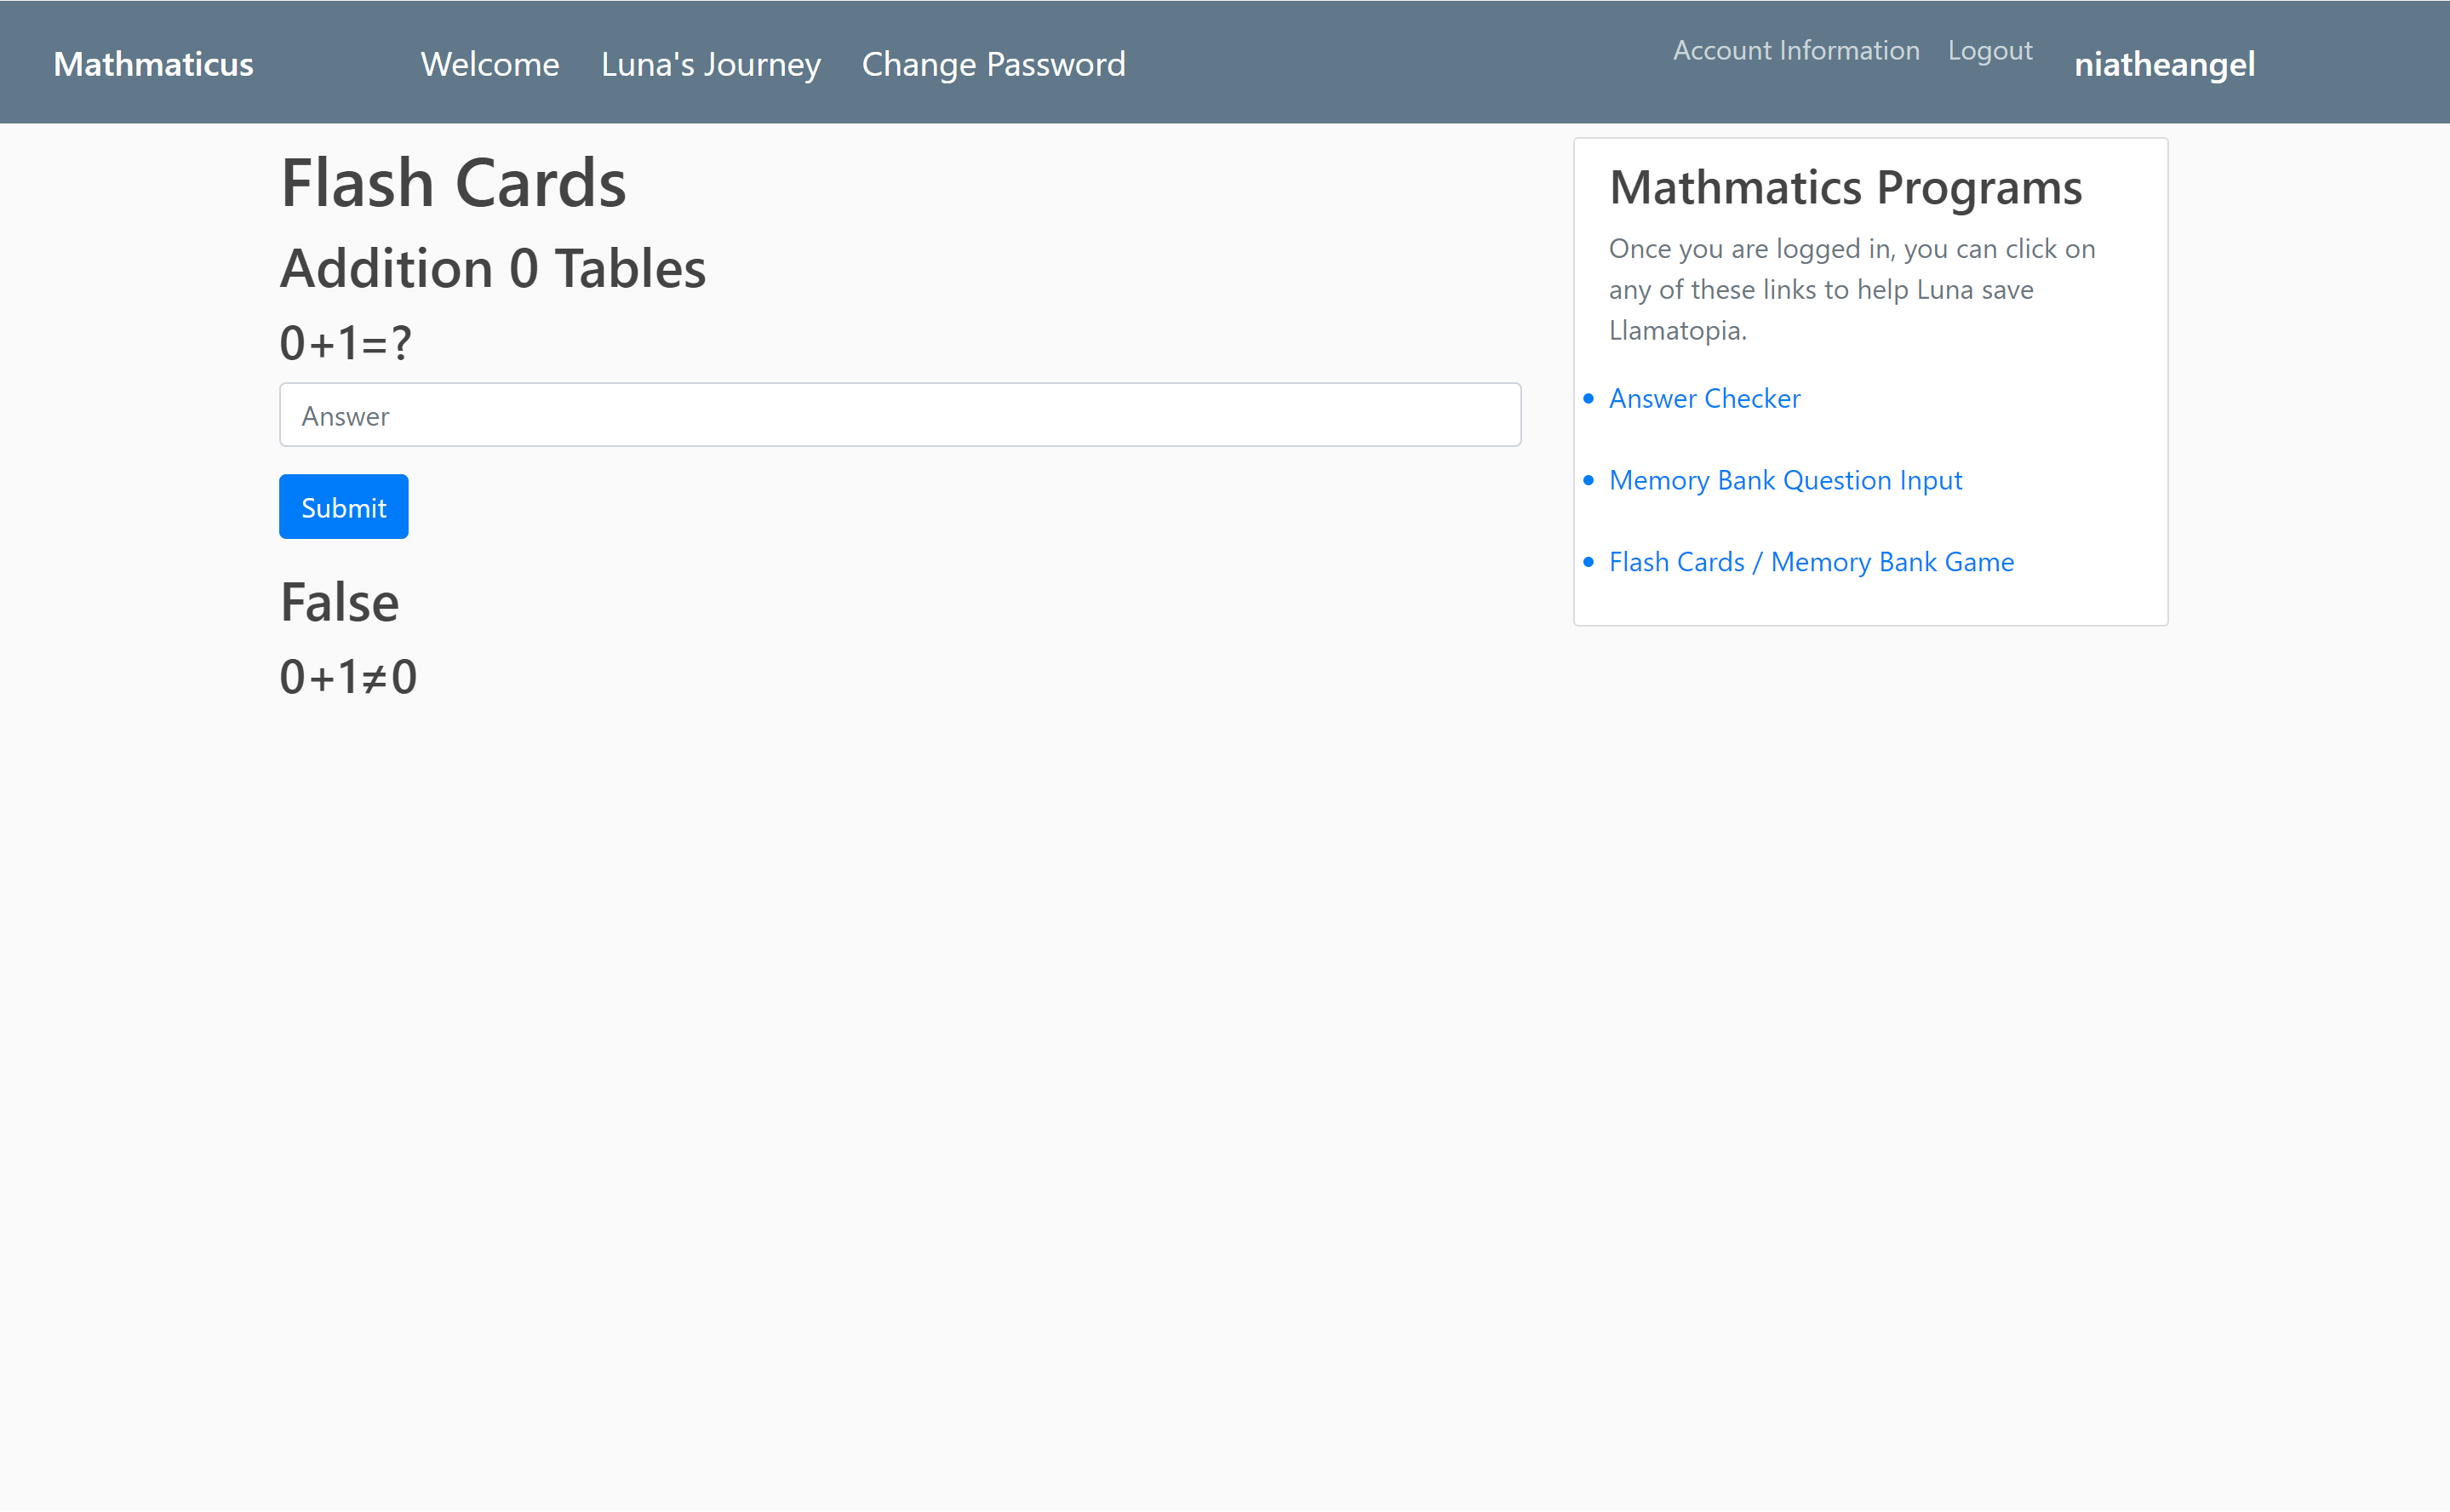 Mathmaticus
Welcome
Luna's Journey
Change Password
Account Information
Logout
niatheangel
Flash Cards
Addition 0 Tables
0+1=?
Answer
Submit
False
0+1≠0
Mathmatics Programs
Once you are logged in, you can click on
any of these links to help Luna save
Llamatopia.
Answer Checker
Memory Bank Question Input
Flash Cards / Memory Bank Game